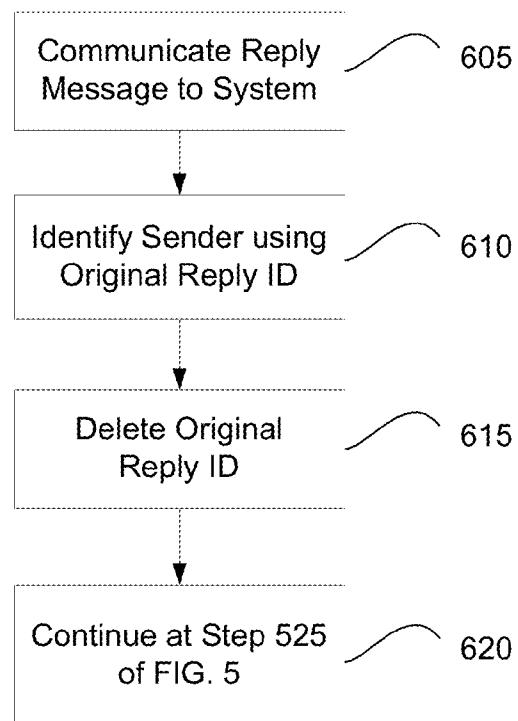 Communicate Reply
Message to System
605
Identify Sender using
Original Reply ID
610
Delete Original
Reply ID
615
Continue at Step 525
of FIG. 5
620